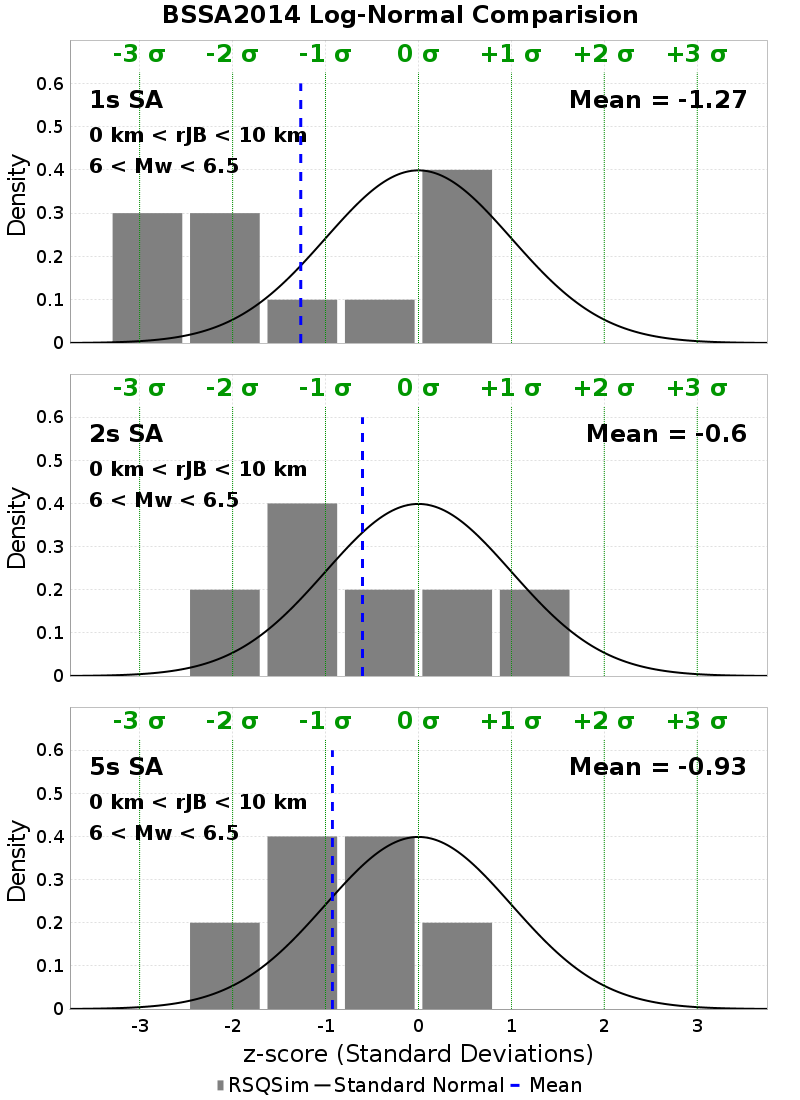 BSSA2014 Log-Normal Comparision
-3 σ -2 σ -1 σ 0 σ +1 σ +2 σ +3 σ
0.6
1s SA Mean = -1.27
0.5
0 km < rJB < 10 km
6 < Mw < 6.5
0.4
Density
0.3
0.2
0.1
0
-3 σ -2 σ -1 σ 0 σ +1 σ +2 σ +3 σ
0.6
2s SA Mean = -0.6
0.5
0 km < rJB < 10 km
6 < Mw < 6.5
0.4
Density
0.3
0.2
0.1
0
-3 σ -2 σ -1 σ 0 σ +1 σ +2 σ +3 σ
0.6
5s SA Mean = -0.93
0.5
0 km < rJB < 10 km
6 < Mw < 6.5
0.4
Density
0.3
0.2
0.1
0
-3 -2 -1 0 1 2 3
z-score (Standard Deviations)
RSQSim Standard Normal Mean